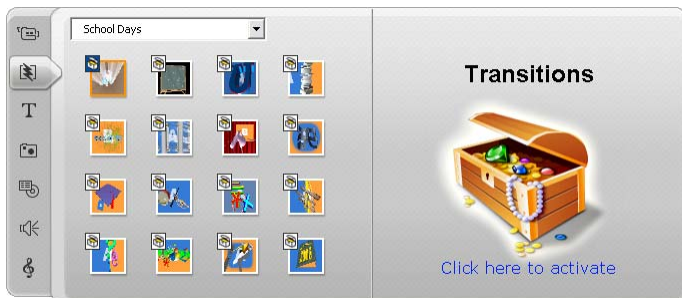 School Days
Transitions
T
Click here to activate